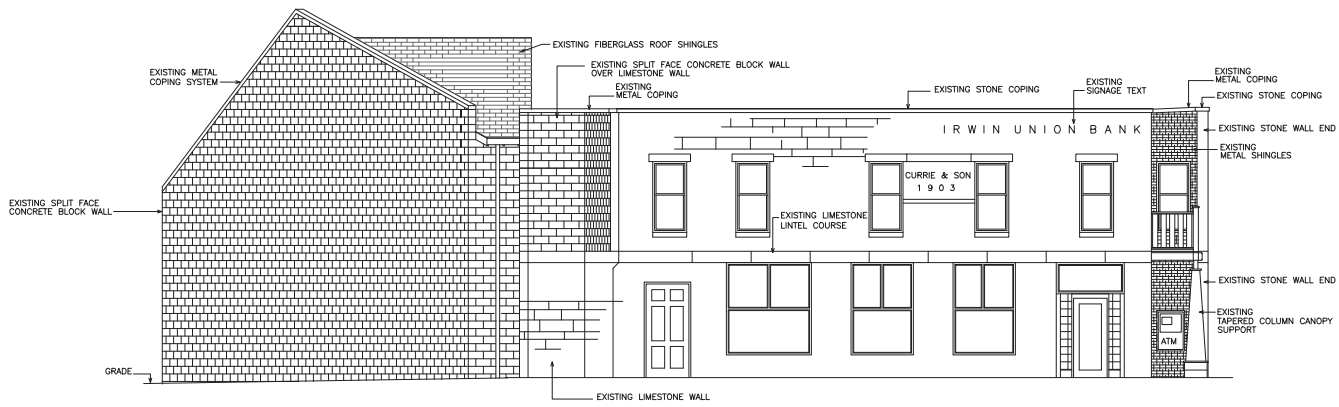 EXISTING FIBERGLASS ROOF SHINGLES
EXISTING METAL
COPING SYSTEM
EXISTING SPLIT FACE CONCRETE BLOCK WALL
OVER LIMESTONE WALL
EXISTING
METAL COPING
EXISTING STONE COPING
EXISTING
SIGNAGE TEXT
EXISTING
METAL COPING
EXISTING STONE COPING
IRWIN UNION BANK
EXISTING STONE WALL END
EXISTING
METAL SHINGLES
CURRIE & SON
1903
EXISTING SPLIT FACE
CONCRETE BLOCK WALL
EXISTING LIMESTONE
LINTEL COURSE
EXISTING STONE WALL END
EXISTING
TAPERED COLUMN CANOPY
SUPPORT
ATM
GRADE
EXISTING LIMESTONE WALL